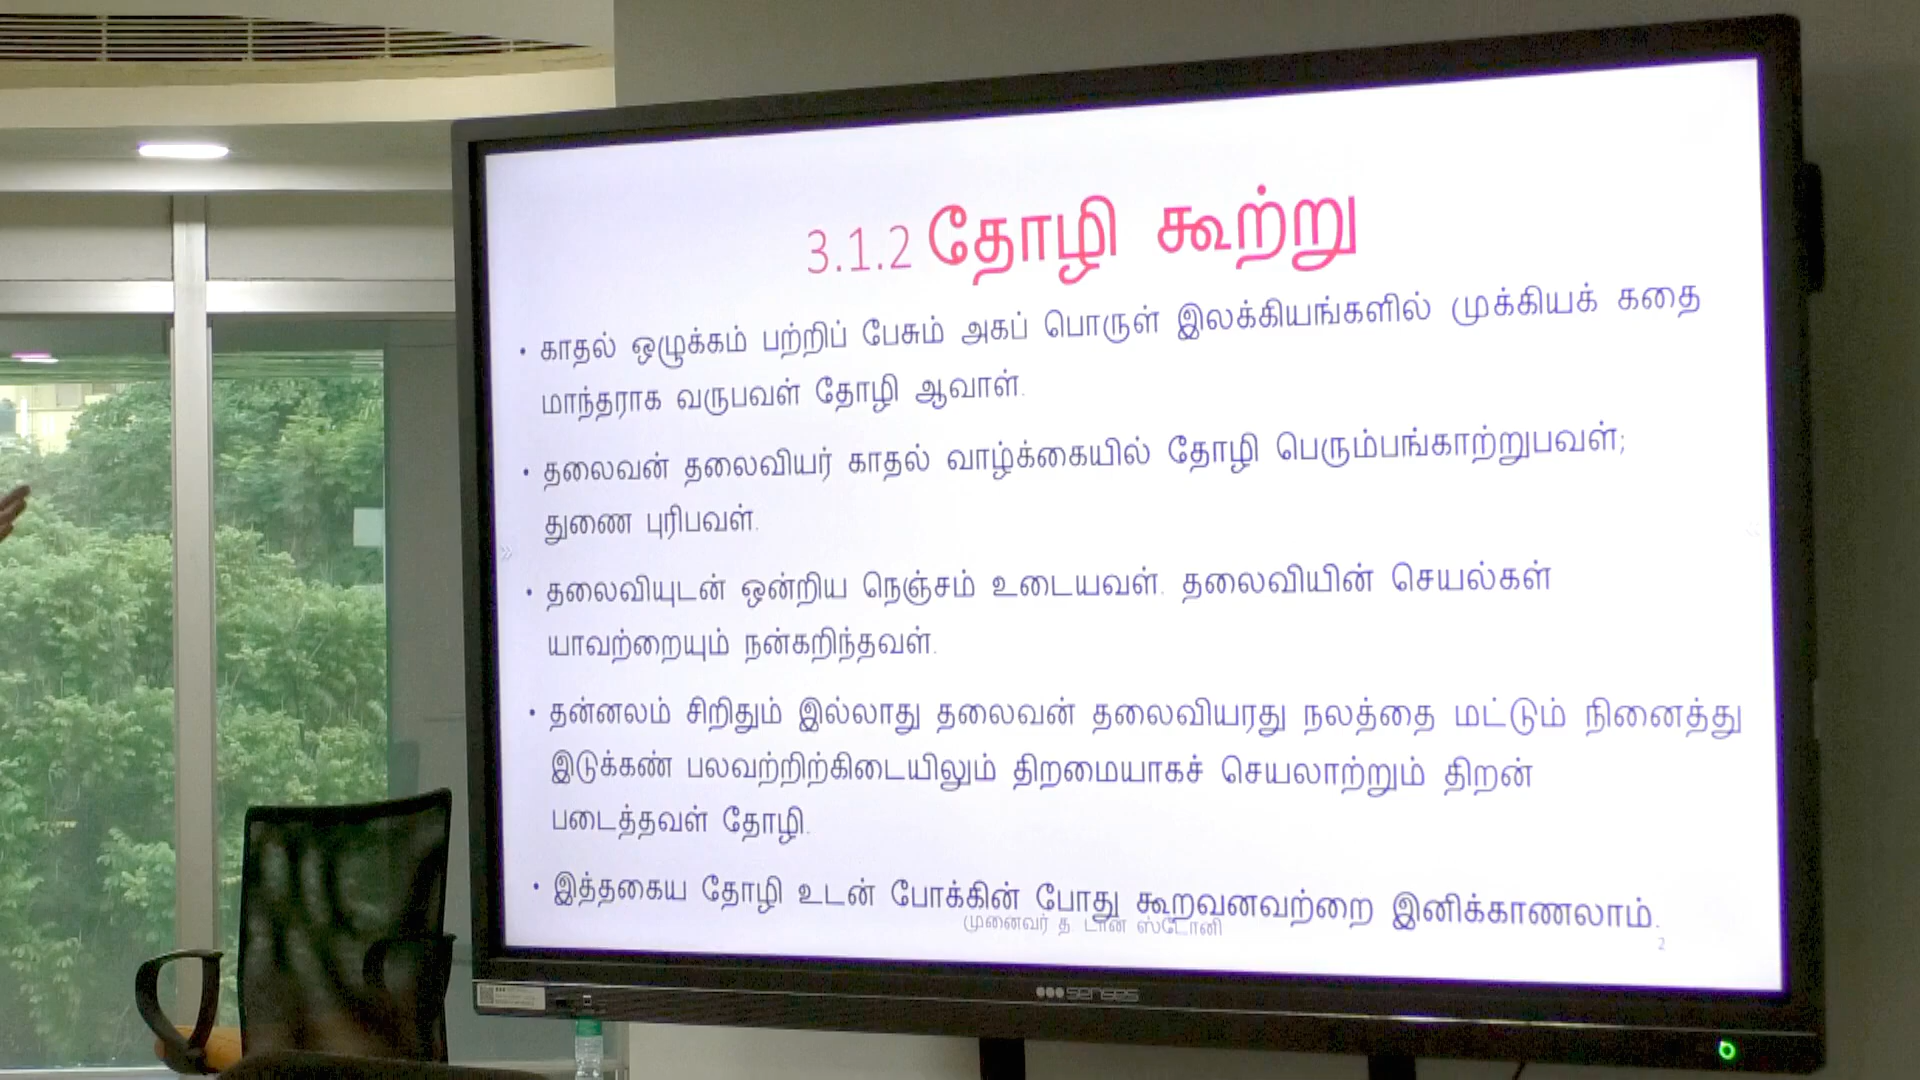 3.1.2 தோழி கூற்று
• காதல் ஒழுக்கம் பற்றிப் பேசும் அகப் பொருள் இலக்கியங்களில் முக்கியக் கதை
மாந்தராக வருபவள் தோழி ஆவாள்.
• தலைவன் தலைவியர் காதல் வாழ்க்கையில் தோழி பெரும்பங்காற்றுபவள்;
துணை புரிபவள்.
• தலைவியுடன் ஒன்றிய நெஞ்சம் உடையவள். தலைவியின் செயல்கள்
யாவற்றையும் நன்கறிந்தவள்.
• தன்னலம் சிறிதும் இல்லாது தலைவன் தலைவியரது நலத்தை மட்டும் நினைத்து
இடுக்கண் பலவற்றிற்கிடையிலும் திறமையாகச் செயலாற்றும் திறன்
படைத்தவள் தோழி.
• இத்தகைய தோழி உடன் போக்கின் போது கூறவனவற்றை இனிக்காணலாம்.
முனைவர் த டான் ஸ்டோனி
2
senses